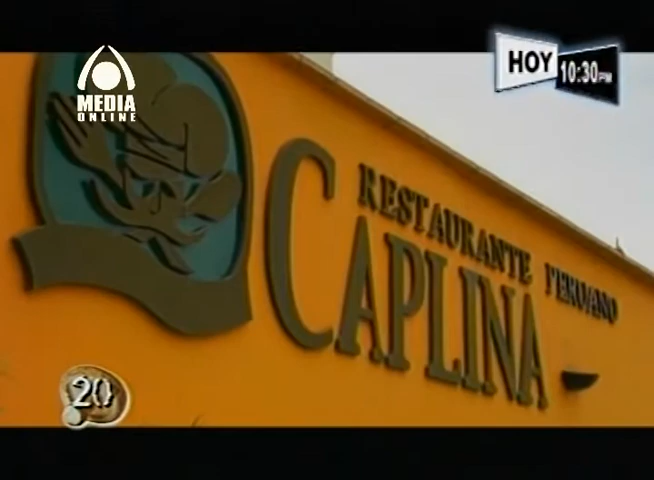 HOY
10:30PM
MEDIA
ONLINE
RESTAURANTE PERUANO
CAPLINA
20